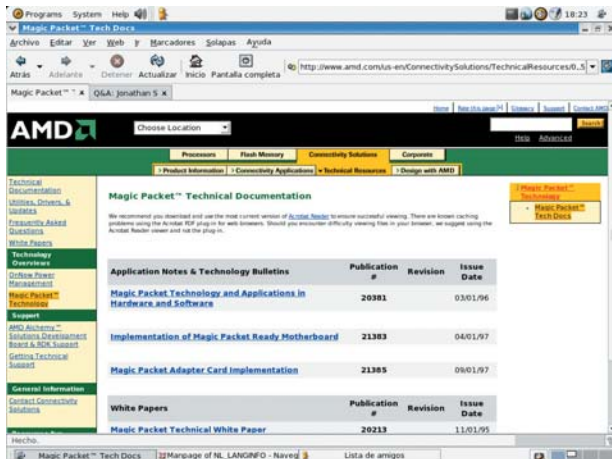 Programs System Help 18:23
Magic Packet™ Tech Docs
Archivo Editar Ver Web Ir Marcadores Solapas Ayuda
Atrás Adelante Detener Actualizar Inicio Pantalla completa http://www.amd.com/us-en/ConnectivitySolutions/TechnicalResources/0,,5
Magic Packet™ T x Q&A: Jonathan S x
Home Rate this page Glossary Support Contact AMD
AMD Choose Location Search
Help Advanced
Processors Flash Memory Connectivity Solutions Corporate
Product Information Connectivity Applications Technical Resources Design with AMD
Technical Documentation
Utilities, Drivers, & Updates
Frequently Asked Questions
White Papers
Technology Overviews
OnNow Power Management
Magic Packet™ Technology
Support
AMD Alchemy™ Solutions Development Board & RDK Support
Getting Technical Support
General Information
Contact Connectivity Solutions
Magic Packet™ Technical Documentation
We recommend you download and use the most current version of Acrobat Reader to ensure successful viewing. There are known caching
problems using the Acrobat PDF plug-in for web browsers. Should you encounter difficulty viewing files in your browser, we suggest using the
Acrobat Reader viewer and not the plug-in.
Application Notes & Technology Bulletins Publication # Revision Issue Date
Magic Packet Technology and Applications in Hardware and Software 20381 03/01/96
Implementation of Magic Packet Ready Motherboard 21383 04/01/97
Magic Packet Adapter Card Implementation 21385 09/01/97
White Papers Publication # Revision Issue Date
Magic Packet Technical White Paper 20213 11/01/95
Magic Packet™ Technology
Magic Packet™ Tech Docs
Hecho.
Magic Packet™ Tech Docs Manpage of NL_LANGINFO - Naveg Lista de amigos